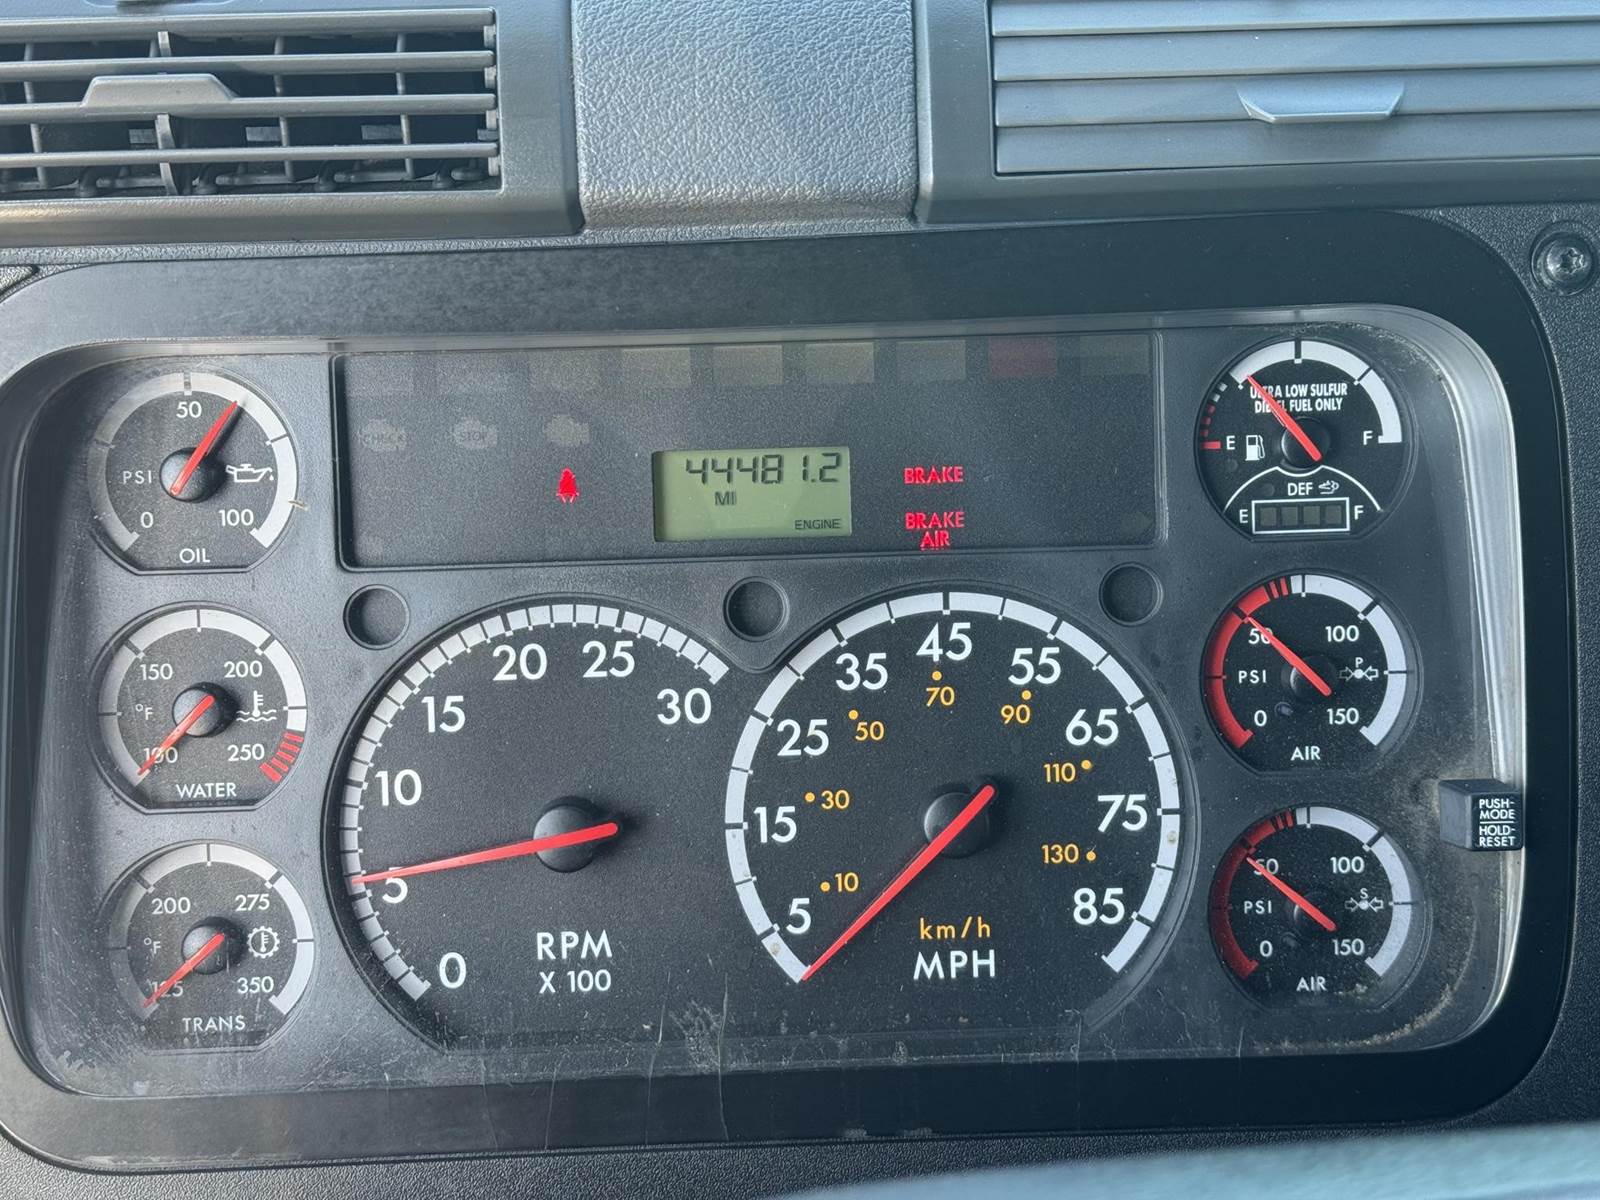 CHECK
STOP
44481.2
MI
ENGINE
BRAKE
BRAKE
AIR
50
PSI
0
100
OIL
150
200
°F
100
250
WATER
200
275
°F
125
350
TRANS
0
5
10
15
20
25
30
RPM
X 100
5
15
25
35
45
55
65
75
85
10
30
50
70
90
110
130
km/h
MPH
ULTRA LOW SULFUR
DIESEL FUEL ONLY
E
F
DEF
E
F
50
100
PSI
P
0
150
AIR
50
100
PSI
S
0
150
AIR
PUSH-
MODE
HOLD-
RESET